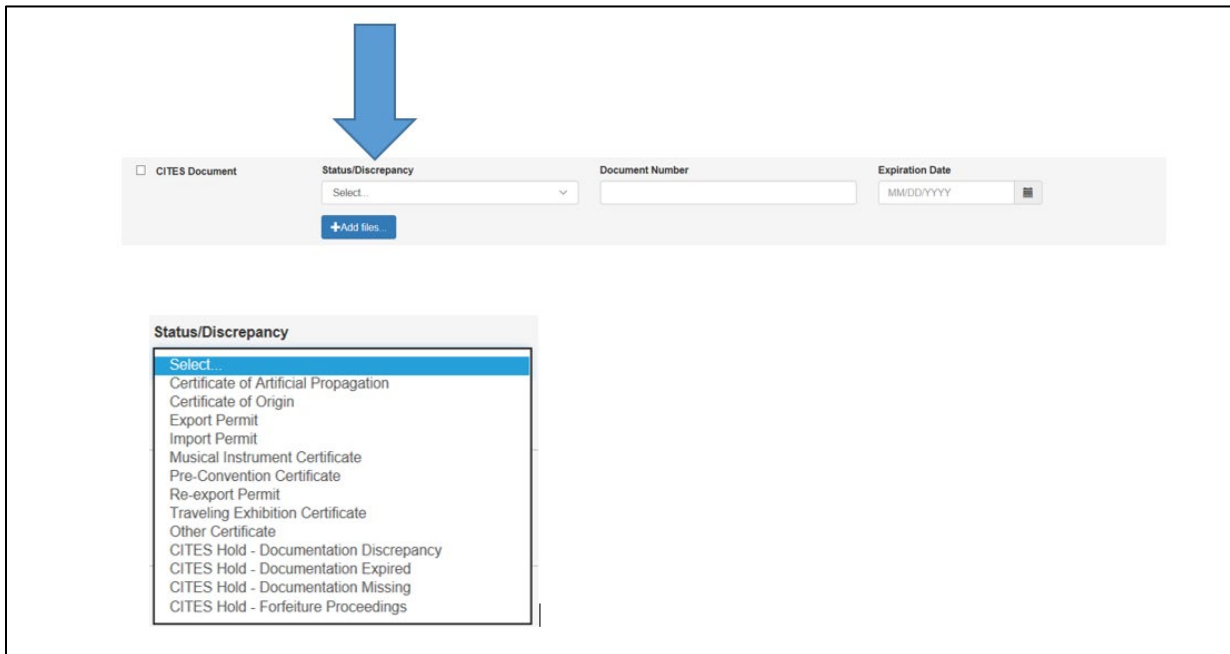 CITES Document Status/Discrepancy Document Number Expiration Date
Select... MM/DD/YYYY
+Add files...
Status/Discrepancy
Select...
Certificate of Artificial Propagation
Certificate of Origin
Export Permit
Import Permit
Musical Instrument Certificate
Pre-Convention Certificate
Re-export Permit
Traveling Exhibition Certificate
Other Certificate
CITES Hold - Documentation Discrepancy
CITES Hold - Documentation Expired
CITES Hold - Documentation Missing
CITES Hold - Forfeiture Proceedings